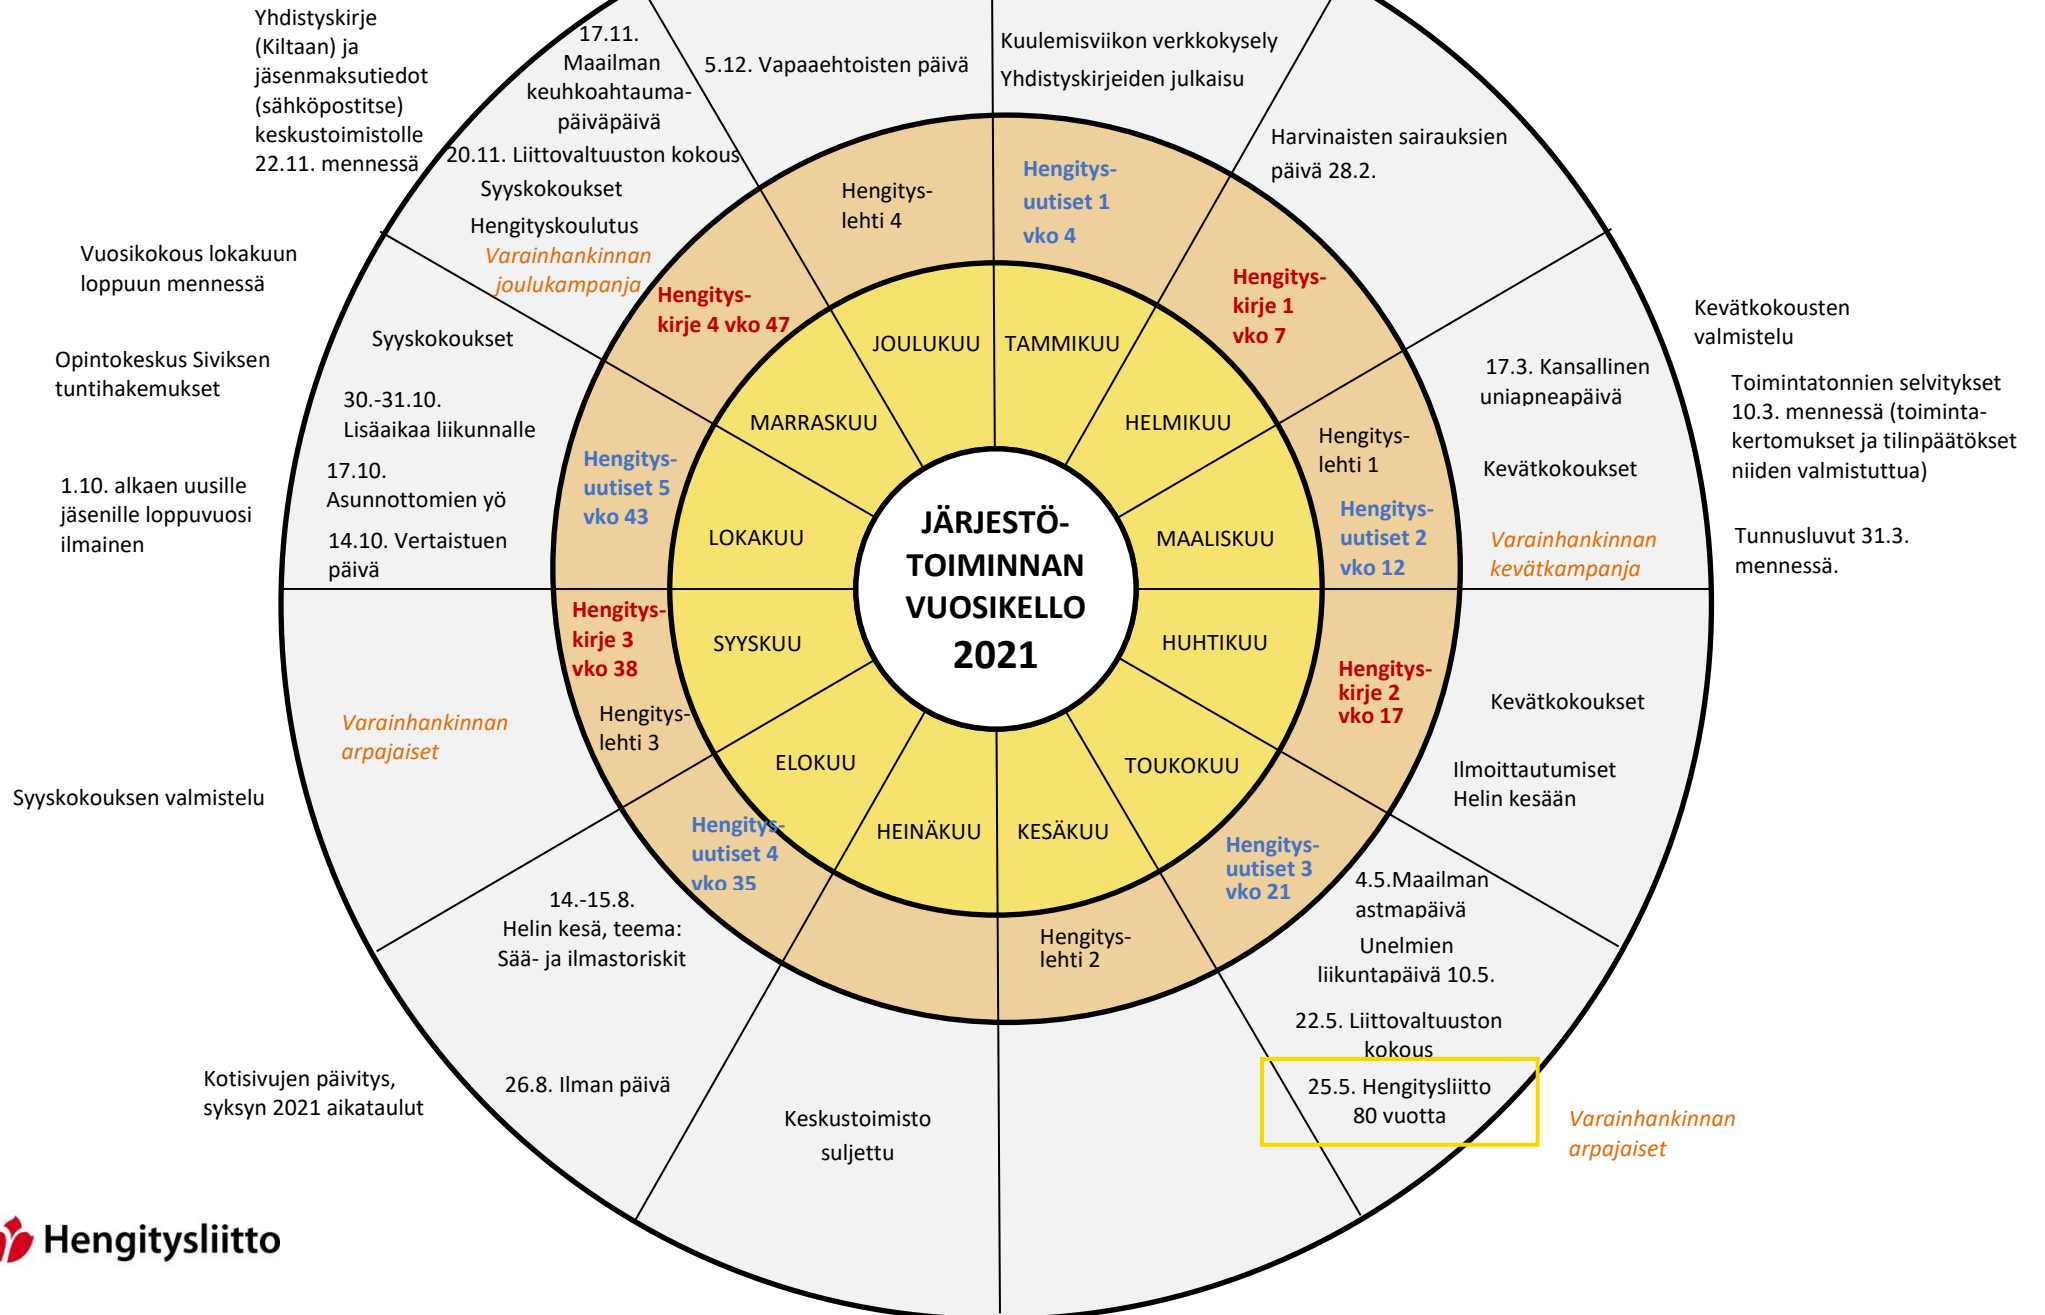 Yhdistyskirje
(Kiltaan) ja
jäsenmaksutiedot
(sähköpostitse)
keskustoimistolle
22.11. mennessä
17.11.
Maailman
keuhkoahtauma-
päiväpäivä
20.11. Liittovaltuuston kokous
Syyskokoukset
Hengityskoulutus
Varainhankinnan
joulukampanja
5.12. Vapaaehtoisten päivä
Kuulemisviikon verkkokysely
Yhdistyskirjeiden julkaisu
Harvinaisten sairauksien
päivä 28.2.
Hengitys-
lehti 4
Hengitys-
uutiset 1
vko 4
Hengitys-
kirje 1
vko 7
Hengitys-
kirje 4 vko 47
Vuosikokous lokakuun
loppuun mennessä
Opintokeskus Siviksen
tuntihakemukset
1.10. alkaen uusille
jäsenille loppuvuosi
ilmainen
Syyskokoukset
30.-31.10.
Lisäaikaa liikunnalle
17.10.
Asunnottomien yö
14.10. Vertaistuen
päivä
Hengitys-
uutiset 5
vko 43
JOULUKUU
TAMMIKUU
MARRASKUU
HELMIKUU
LOKAKUU
MAALISKUU
JÄRJESTÖ-
TOIMINNAN
VUOSIKELLO
2021
SYYSKUU
HUHTIKUU
ELOKUU
TOUKOKUU
HEINÄKUU
KESÄKUU
Hengitys-
lehti 1
Hengitys-
uutiset 2
vko 12
17.3. Kansallinen
uniapneapäivä
Kevätkokoukset
Varainhankinnan
kevätkampanja
Kevätkokousten
valmistelu
Toimintatonnien selvitykset
10.3. mennessä (toiminta-
kertomukset ja tilinpäätökset
niiden valmistuttua)
Tunnusluvut 31.3.
mennessä.
Hengitys-
kirje 3
vko 38
Hengitys-
lehti 3
Varainhankinnan
arpajaiset
Syyskokouksen valmistelu
Hengitys-
kirje 2
vko 17
Kevätkokoukset
Ilmoittautumiset
Helin kesään
Hengitys-
uutiset 4
vko 35
14.-15.8.
Helin kesä, teema:
Sää- ja ilmastoriskit
26.8. Ilman päivä
Kotisivujen päivitys,
syksyn 2021 aikataulut
Keskustoimisto
suljettu
Hengitys-
lehti 2
Hengitys-
uutiset 3
vko 21
4.5.Maailman
astmapäivä
Unelmien
liikuntapäivä 10.5.
22.5. Liittovaltuuston
kokous
25.5. Hengitysliitto
80 vuotta
Varainhankinnan
arpajaiset
Hengitysliitto